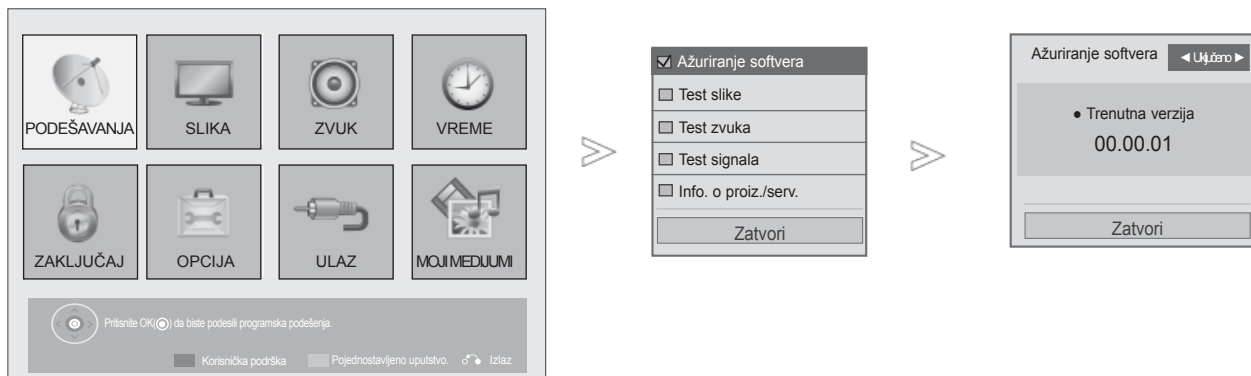 PODEŠAVANJA
SLIKA
ZVUK
VREME
ZAKLJUČAJ
OPCIJA
ULAZ
MOJI MEDIJUMI
Pritisnite OK(◉) da biste podesili programska podešenja.
Korisnička podrška
Pojednostavljeno uputstvo.
Izlaz
Ažuriranje softvera
Test slike
Test zvuka
Test signala
Info. o proiz./serv.
Zatvori
Ažuriranje softvera ◄ Uključeno ►
● Trenutna verzija
00.00.01
Zatvori